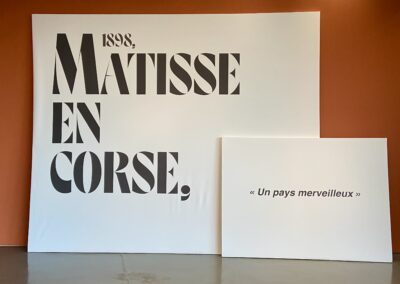 1898,
MATISSE
EN
CORSE,
« Un pays merveilleux »